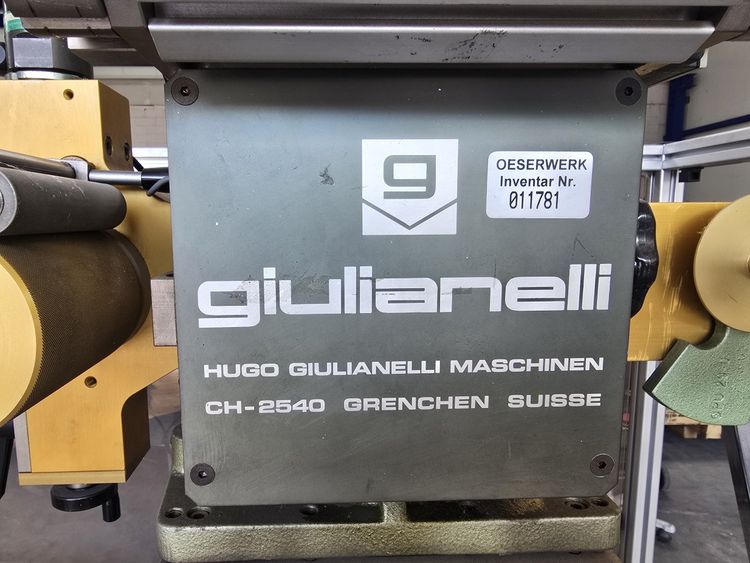 g
OESERWERK
Inventar Nr.
011781
giulianelli
HUGO GIULIANELLI MASCHINEN
CH-2540 GRENCHEN SUISSE